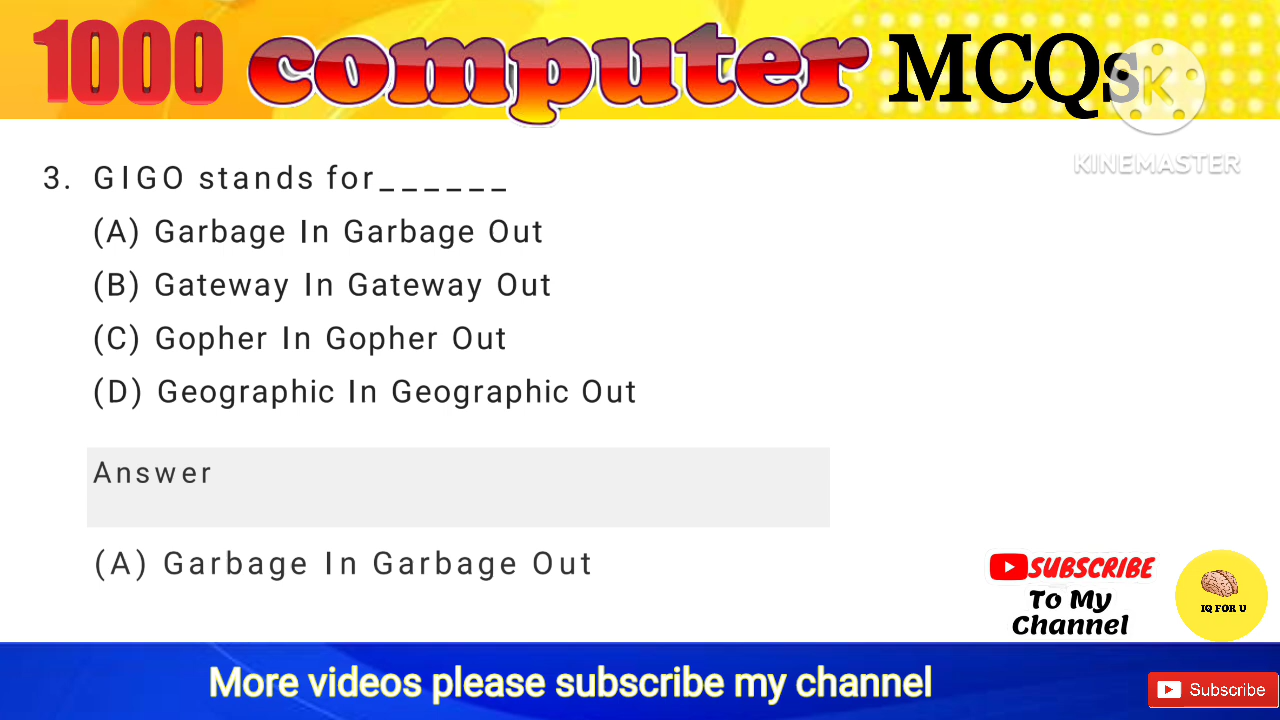 1000 computer MCQs
KINEMASTER
3. GIGO stands for______
(A) Garbage In Garbage Out
(B) Gateway In Gateway Out
(C) Gopher In Gopher Out
(D) Geographic In Geographic Out
Answer
(A) Garbage In Garbage Out
SUBSCRIBE
To My
Channel
IQ FOR U
More videos please subscribe my channel
Subscribe